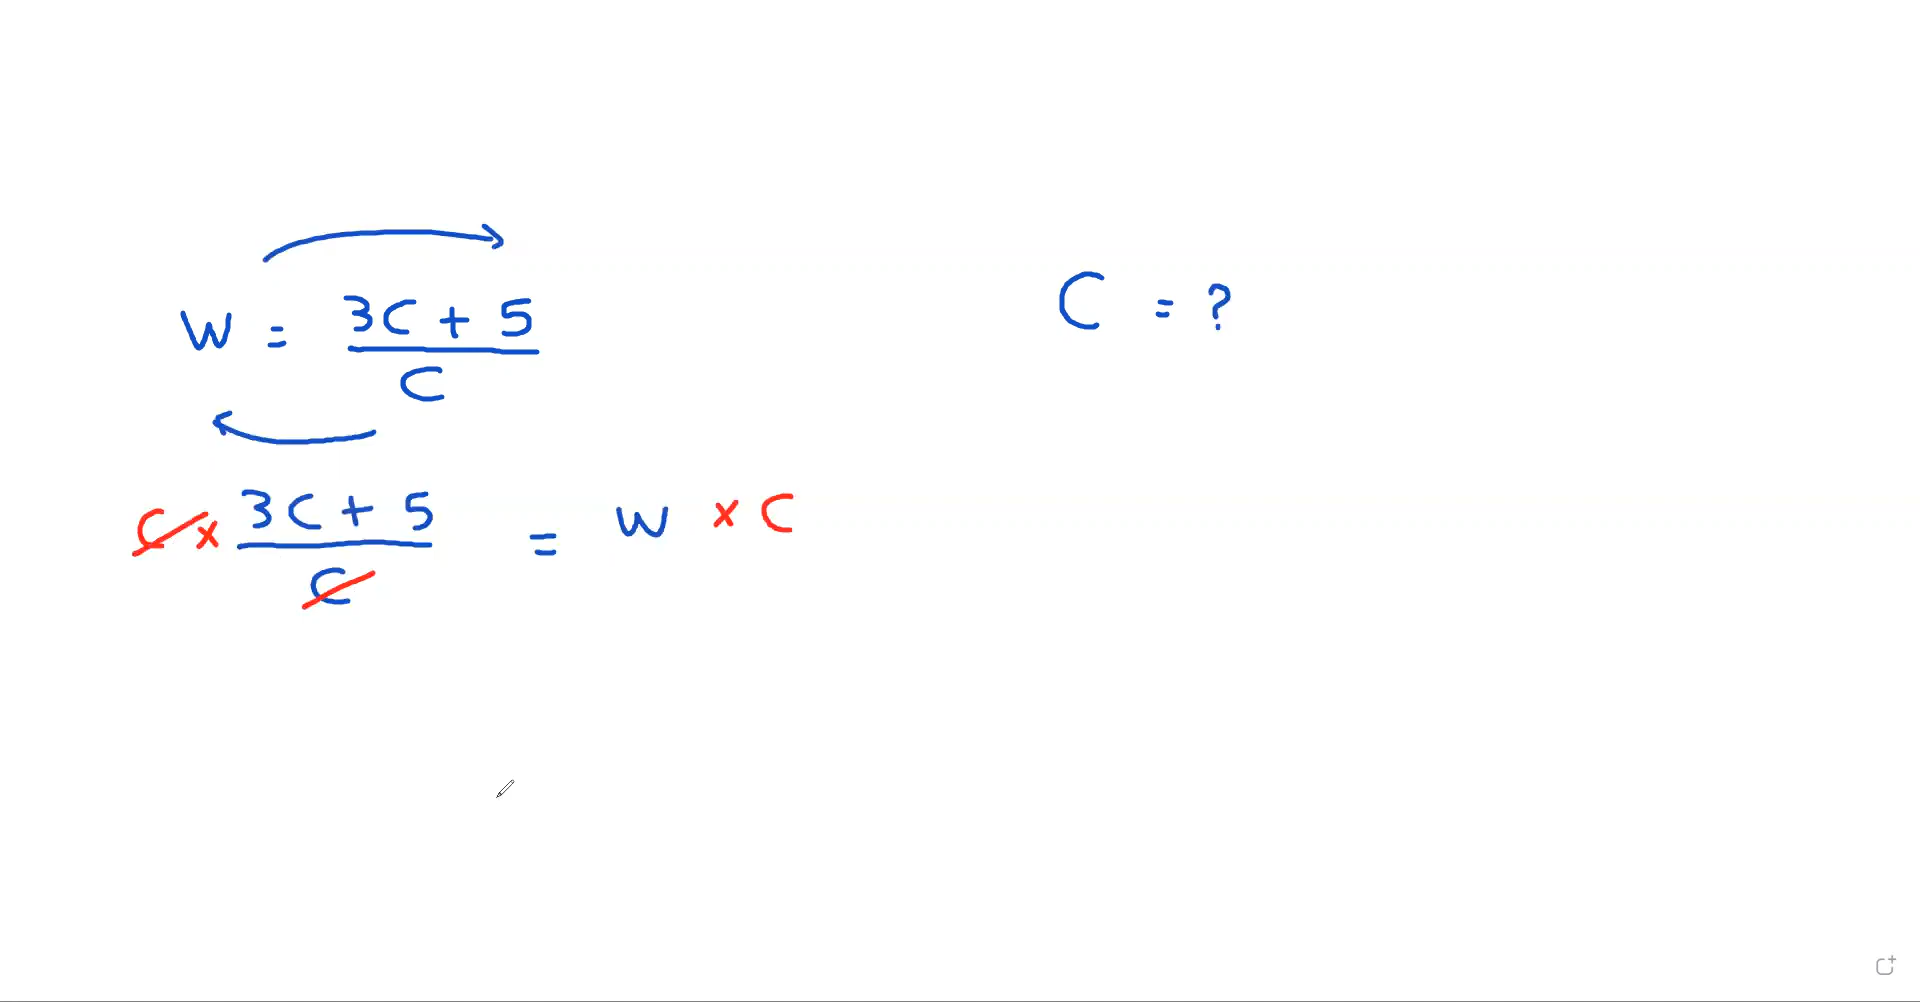 W = (3C + 5) / C
C = ?
C × (3C + 5) / C = W × C